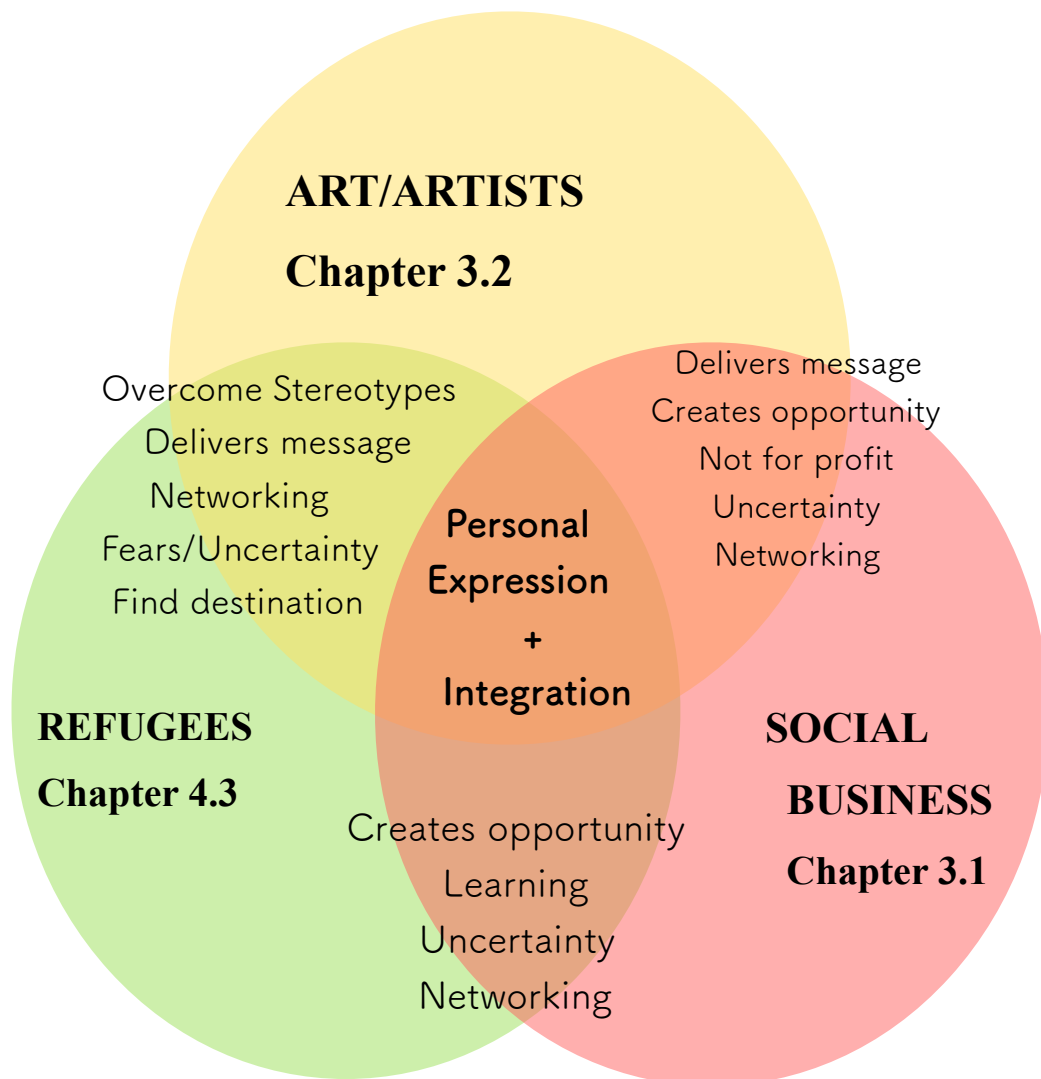 ART/ARTISTS
Chapter 3.2
Overcome Stereotypes
Delivers message
Networking
Fears/Uncertainty
Find destination
Delivers message
Creates opportunity
Not for profit
Uncertainty
Networking
Personal
Expression
+
Integration
REFUGEES
Chapter 4.3
SOCIAL
BUSINESS
Chapter 3.1
Creates opportunity
Learning
Uncertainty
Networking